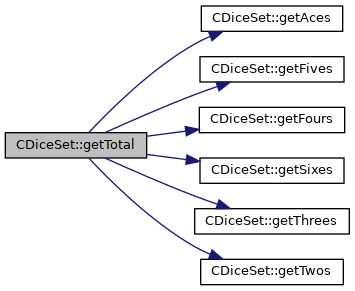 CDiceSet::getAces
CDiceSet::getFives
CDiceSet::getFours
CDiceSet::getTotal
CDiceSet::getSixes
CDiceSet::getThrees
CDiceSet::getTwos